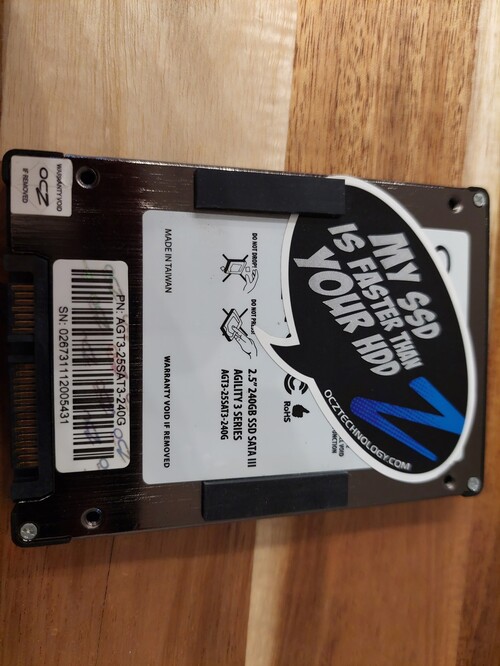 WARRANTY VOID
OCZ
IF REMOVED
PN: AGT3-25SAT3-240G
SN: 026731112005431
MADE IN TAIWAN
DO NOT DROP!
DO NOT
2.5" 240GB SSD SATA III
AGILITY 3 SERIES
AGT3-25SAT3-240G
WARRANTY VOID IF REMOVED
RoHS
VOID
MY SSD
IS FASTER THAN
YOUR HDD
OCZTECHNOLOGY.COM